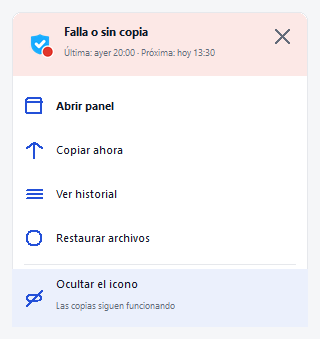 Falla o sin copia
Última: ayer 20:00 · Próxima: hoy 13:30
Abrir panel
Copiar ahora
Ver historial
Restaurar archivos
Ocultar el icono
Las copias siguen funcionando